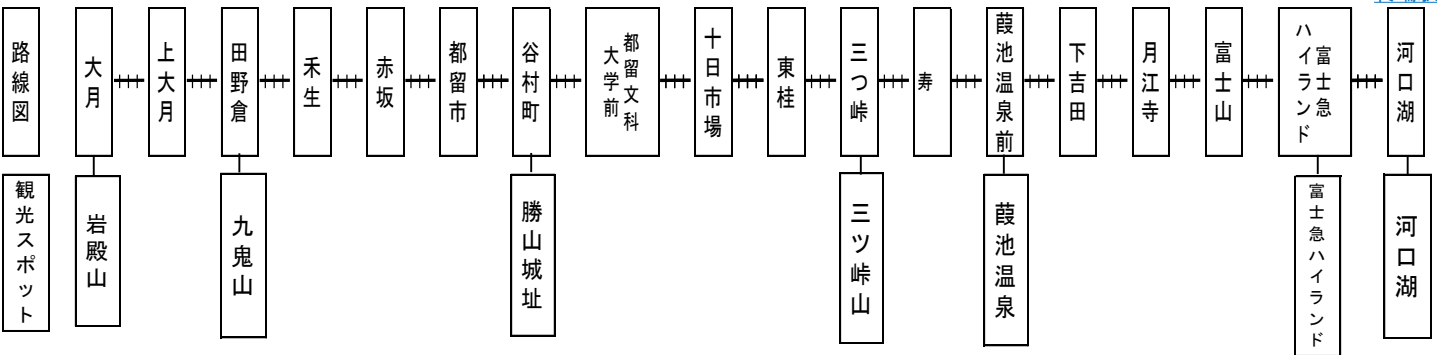 路線図
大月
上大月
田野倉
禾生
赤坂
都留市
谷村町
都留文科
大学前
十日市場
東桂
三つ峠
寿
葭池温泉前
下吉田
月江寺
富士山
富士急
ハイランド
河口湖
観光スポット
岩殿山
九鬼山
勝山城址
三ツ峠山
葭池温泉
富士急ハイランド
河口湖